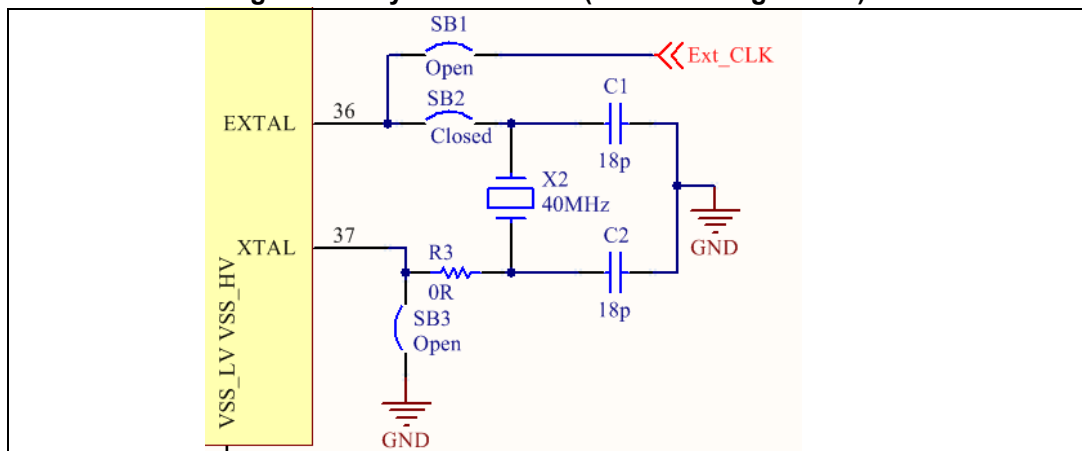 SB1
Open
Ext_CLK
36
EXTAL
SB2
Closed
C1
18p
X2
40MHz
37
XTAL
R3
0R
C2
18p
GND
SB3
Open
GND
VSS_LV
VSS_HV